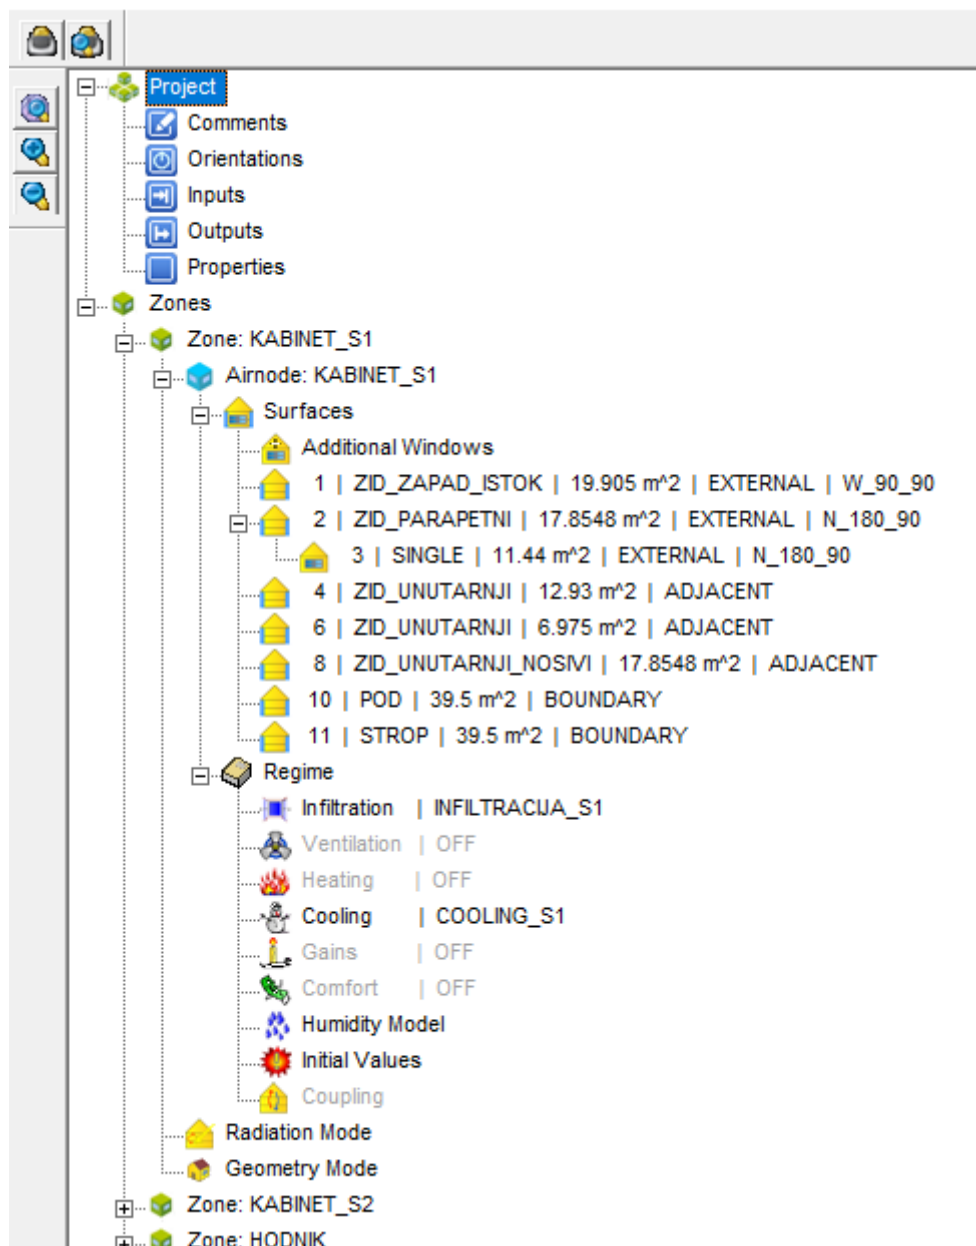 Project
Comments
Orientations
Inputs
Outputs
Properties
Zones
Zone: KABINET_S1
Airnode: KABINET_S1
Surfaces
Additional Windows
1 | ZID_ZAPAD_ISTOK | 19.905 m^2 | EXTERNAL | W_90_90
2 | ZID_PARAPETNI | 17.8548 m^2 | EXTERNAL | N_180_90
3 | SINGLE | 11.44 m^2 | EXTERNAL | N_180_90
4 | ZID_UNUTARNJI | 12.93 m^2 | ADJACENT
6 | ZID_UNUTARNJI | 6.975 m^2 | ADJACENT
8 | ZID_UNUTARNJI_NOSIVI | 17.8548 m^2 | ADJACENT
10 | POD | 39.5 m^2 | BOUNDARY
11 | STROP | 39.5 m^2 | BOUNDARY
Regime
Infiltration | INFILTRACIJA_S1
Ventilation | OFF
Heating | OFF
Cooling | COOLING_S1
Gains | OFF
Comfort | OFF
Humidity Model
Initial Values
Coupling
Radiation Mode
Geometry Mode
Zone: KABINET_S2
Zone: HODNIK